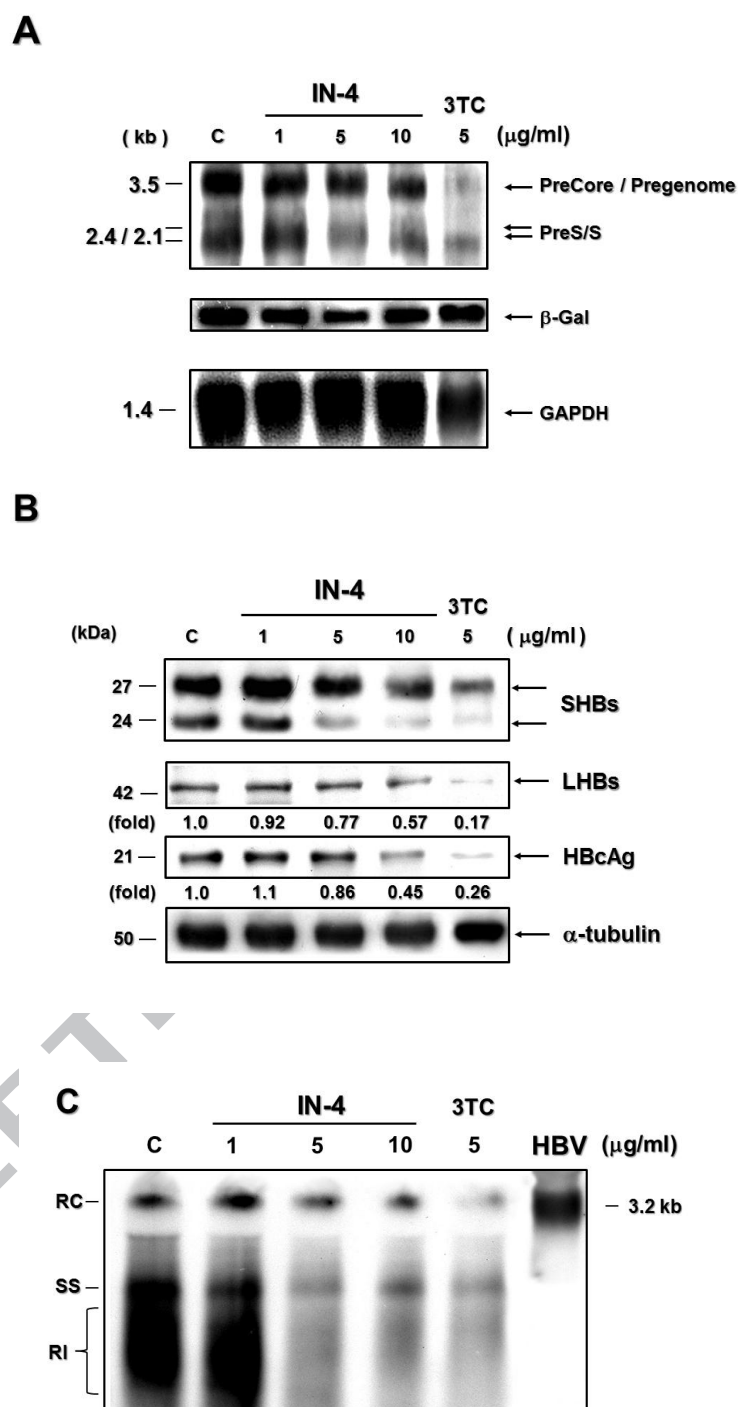 A
IN-4
3TC
( kb ) C 1 5 10 5 (μg/ml)
3.5 PreCore / Pregenome
2.4 / 2.1 PreS/S
β-Gal
1.4 GAPDH
B
IN-4
3TC
(kDa) C 1 5 10 5 ( μg/ml )
27
SHBs
24
LHBs
42
(fold) 1.0 0.92 0.77 0.57 0.17
21 HBcAg
(fold) 1.0 1.1 0.86 0.45 0.26
50 α-tubulin
C IN-4 3TC
C 1 5 10 5 HBV (μg/ml)
RC 3.2 kb
SS
RI